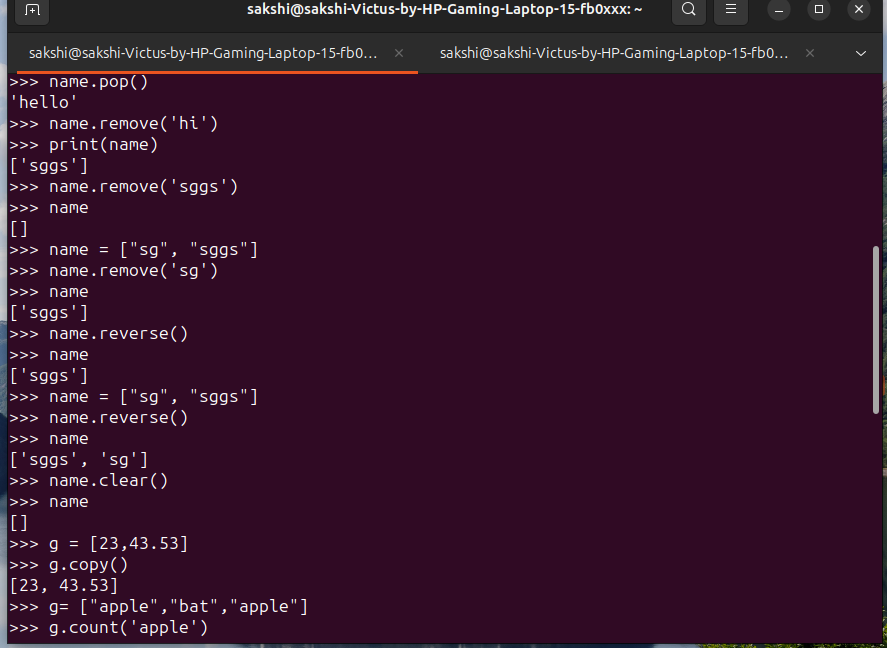 sakshi@sakshi-Victus-by-HP-Gaming-Laptop-15-fb0xxx: ~
sakshi@sakshi-Victus-by-HP-Gaming-Laptop-15-fb0...
sakshi@sakshi-Victus-by-HP-Gaming-Laptop-15-fb0...
>>> name.pop()
'hello'
>>> name.remove('hi')
>>> print(name)
['sggs']
>>> name.remove('sggs')
>>> name
[]
>>> name = ["sg", "sggs"]
>>> name.remove('sg')
>>> name
['sggs']
>>> name.reverse()
>>> name
['sggs']
>>> name = ["sg", "sggs"]
>>> name.reverse()
>>> name
['sggs', 'sg']
>>> name.clear()
>>> name
[]
>>> g = [23,43.53]
>>> g.copy()
[23, 43.53]
>>> g= ["apple","bat","apple"]
>>> g.count('apple')